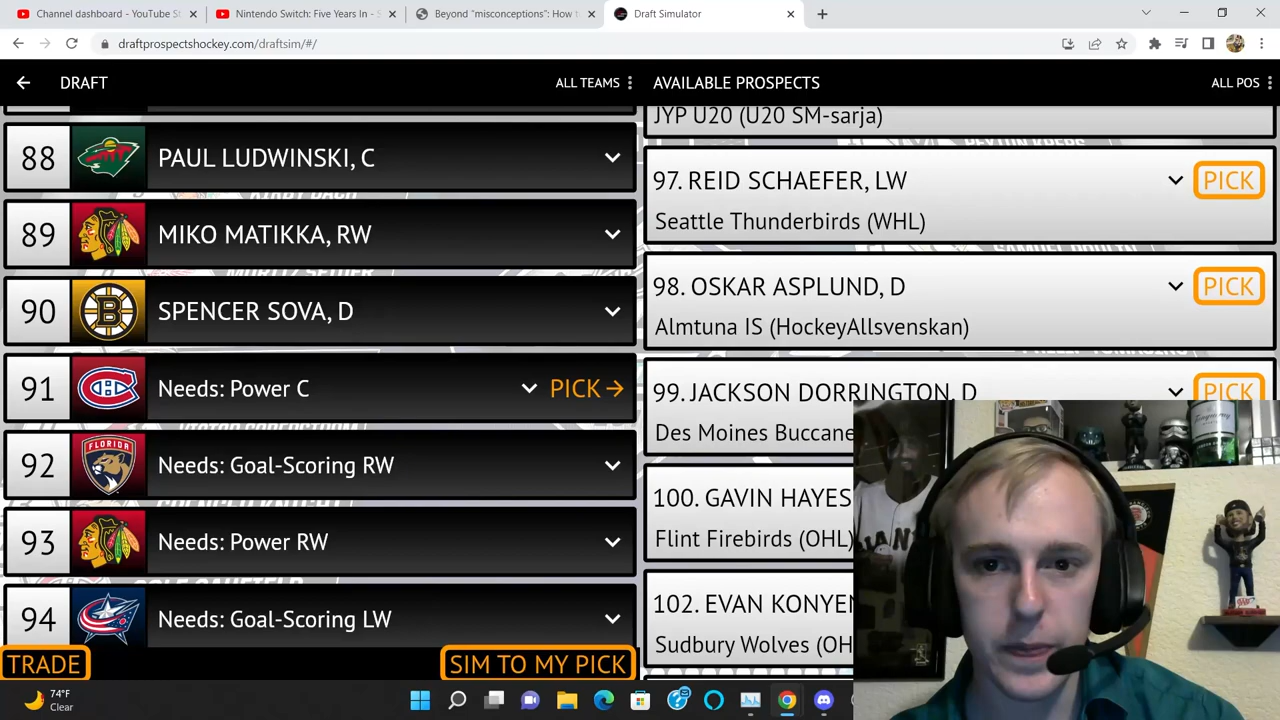 Channel dashboard - YouTube St
Nintendo Switch: Five Years In - S
Beyond "misconceptions": How t
Draft Simulator
draftprospectshockey.com/draftsim/#/
DRAFT
ALL TEAMS
88
PAUL LUDWINSKI, C
89
MIKO MATIKKA, RW
90
SPENCER SOVA, D
91
Needs: Power C
PICK
92
FLORIDA
Needs: Goal-Scoring RW
93
Needs: Power RW
94
Needs: Goal-Scoring LW
TRADE
SIM TO MY PICK
AVAILABLE PROSPECTS
ALL POS
JYP U20 (U20 SM-sarja)
97. REID SCHAEFER, LW
PICK
Seattle Thunderbirds (WHL)
98. OSKAR ASPLUND, D
PICK
Almtuna IS (HockeyAllsvenskan)
99. JACKSON DORRINGTON, D
PICK
Des Moines Buccane
100. GAVIN HAYES
Flint Firebirds (OHL)
102. EVAN KONYEN
Sudbury Wolves (OH
74°F
Clear